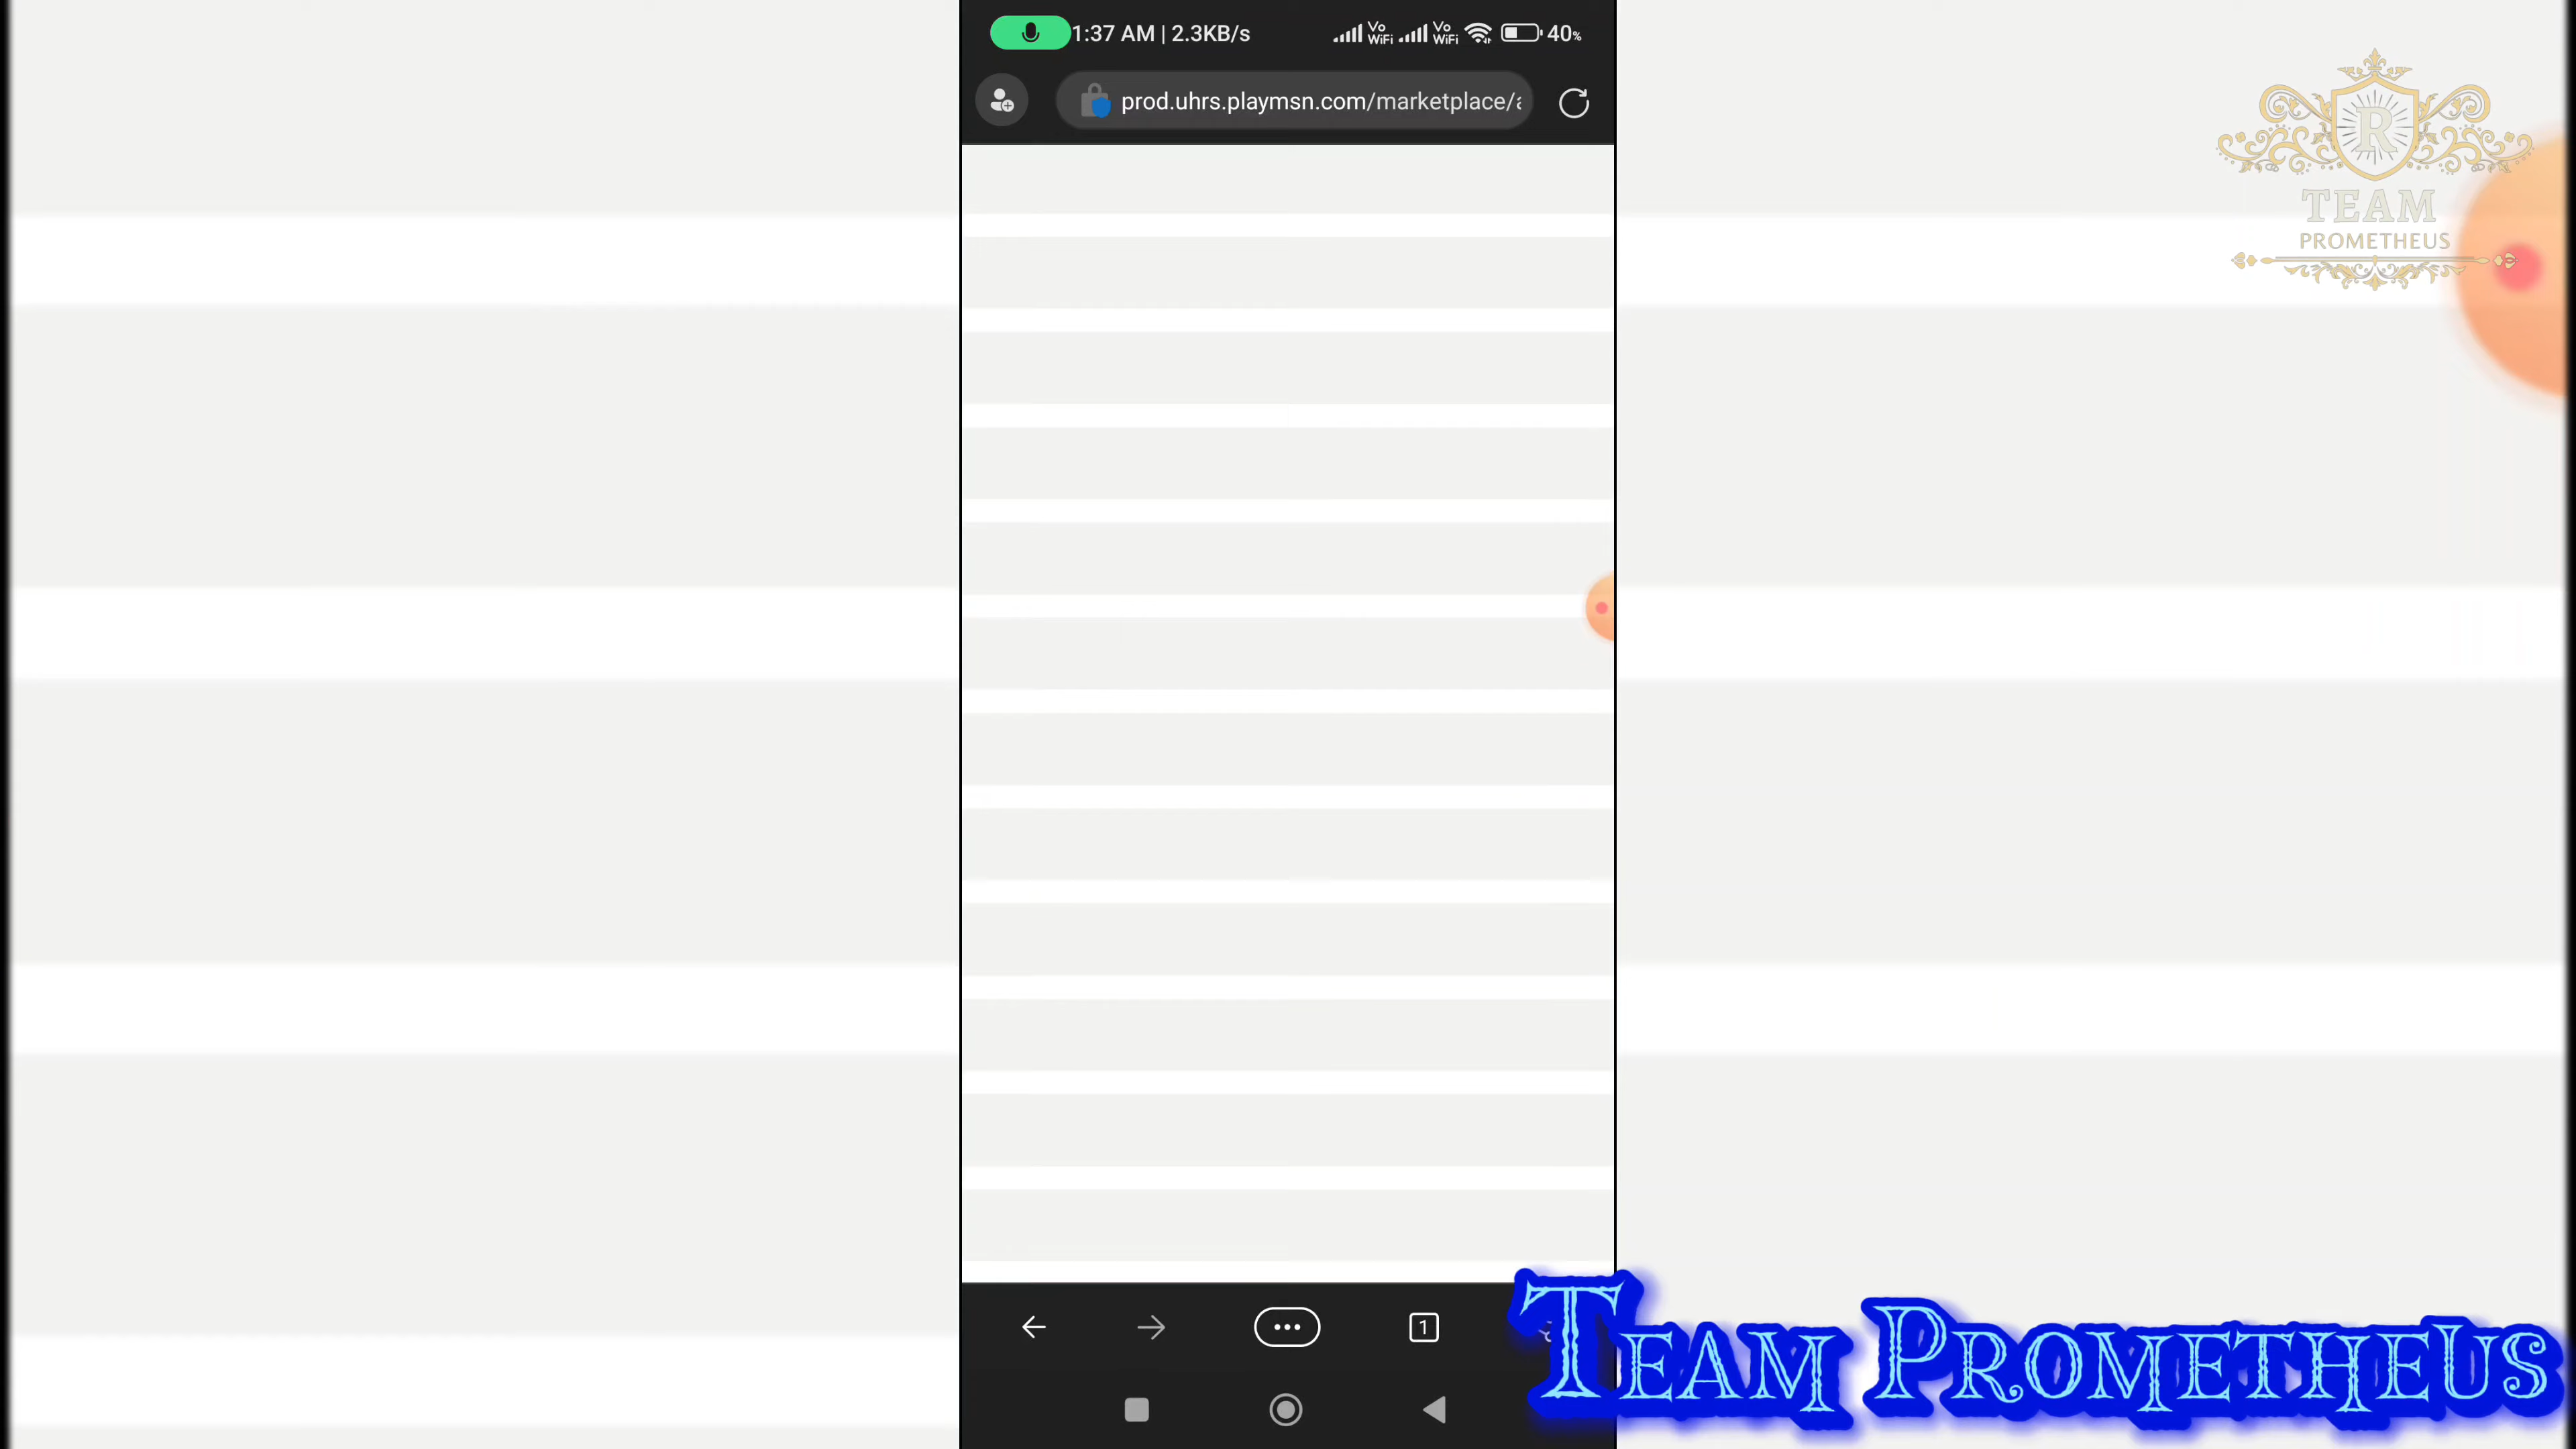 1:37 AM | 2.3KB/s
Vo WiFi
Vo WiFi
40%
prod.uhrs.playmsn.com/marketplace/a
R
TEAM
PROMETHEUS
1
TEAM PROMETHEUS